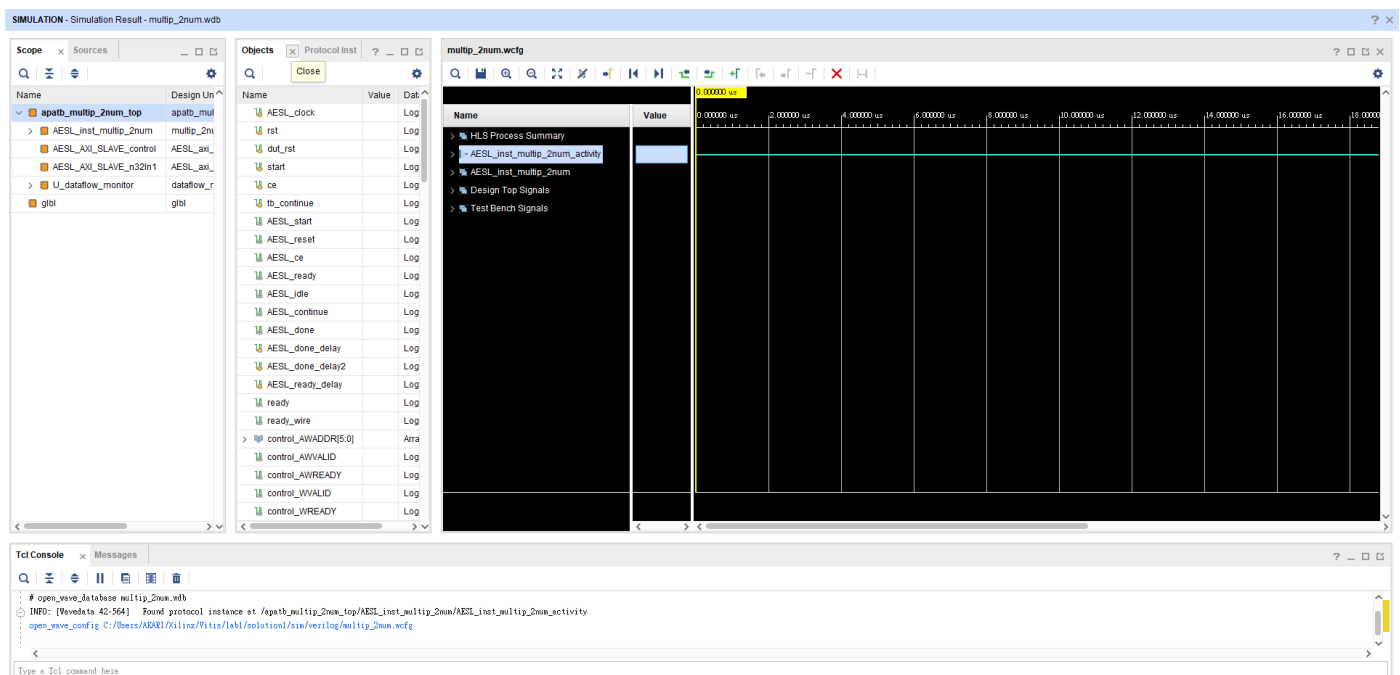 SIMULATION - Simulation Result - multip_2num.wdb
Scope
Sources
Name
Design Un
apatb_multip_2num_top
apatb_mul
AESL_inst_multip_2num
multip_2nu
AESL_AXI_SLAVE_control
AESL_axi_
AESL_AXI_SLAVE_n32In1
AESL_axi_
U_dataflow_monitor
dataflow_m
glbl
glbl
Objects
Protocol Inst
Close
Name
Value
Data
AESL_clock
Log
rst
Log
dut_rst
Log
start
Log
ce
Log
tb_continue
Log
AESL_start
Log
AESL_reset
Log
AESL_ce
Log
AESL_ready
Log
AESL_idle
Log
AESL_continue
Log
AESL_done
Log
AESL_done_delay
Log
AESL_done_delay2
Log
AESL_ready_delay
Log
ready
Log
ready_wire
Log
control_AWADDR[5:0]
Arra
control_AWVALID
Log
control_AWREADY
Log
control_WVALID
Log
control_WREADY
Log
multip_2num.wcfg
Name
Value
HLS Process Summary
AESL_inst_multip_2num_activity
AESL_inst_multip_2num
Design Top Signals
Test Bench Signals
0.000000 us
0.000000 us
2.000000 us
4.000000 us
6.000000 us
8.000000 us
10.000000 us
12.000000 us
14.000000 us
16.000000 us
18.00000
Tcl Console
Messages
# open_wave_database multip_2num.wdb
INFO: [Wavedata 42-564] Found protocol instance at /apatb_multip_2num_top/AESL_inst_multip_2num/AESL_inst_multip_2num_activity
open_wave_config C:/Users/AKARI/Xilinx/Vitis/lab1/solution1/sim/verilog/multip_2num.wcfg
Type a Tcl command here